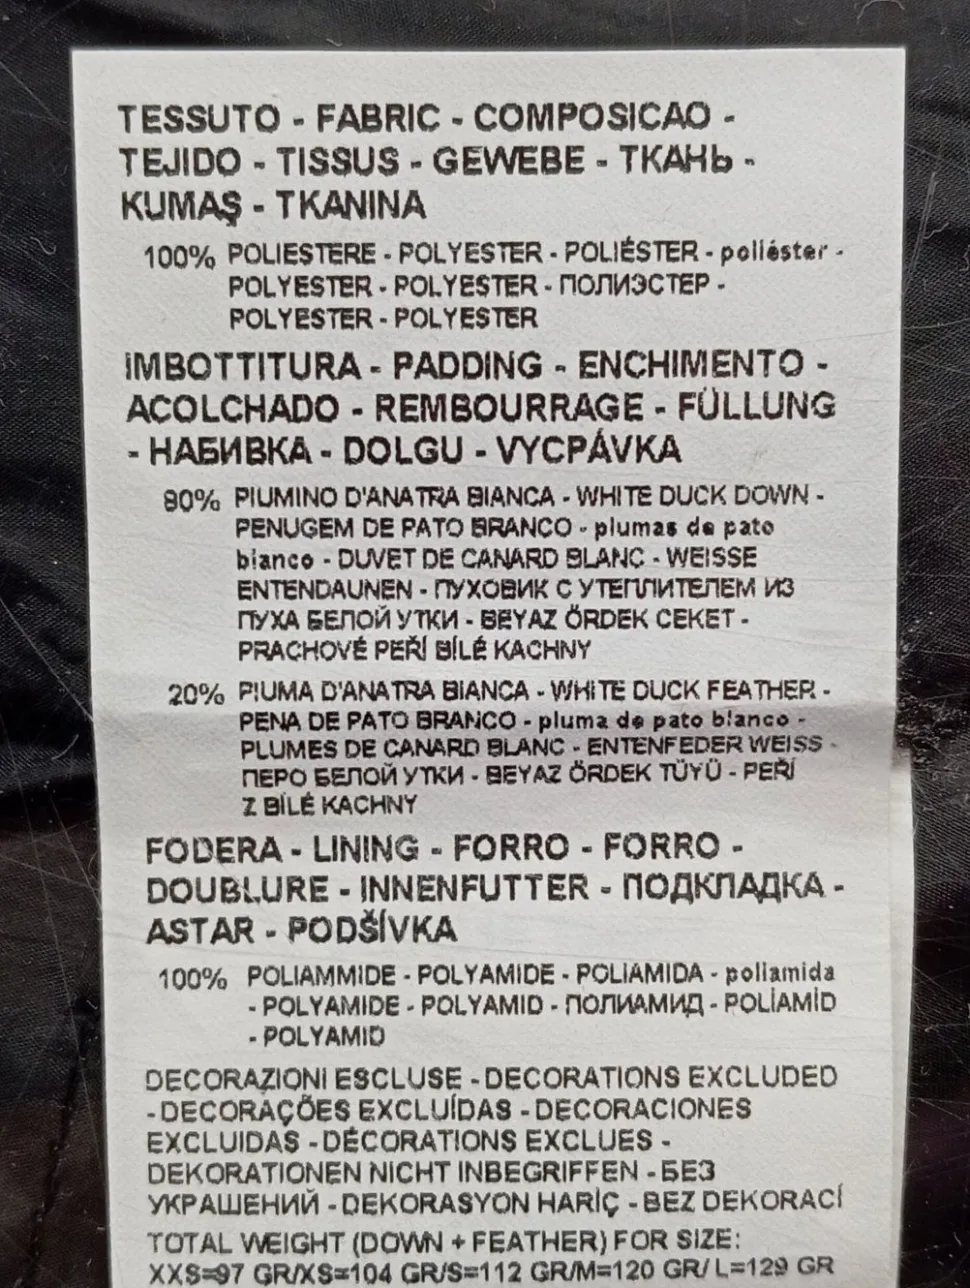 TESSUTO - FABRIC - COMPOSICAO -
TEJIDO - TISSUS - GEWEBE - ТКАНЬ -
KUMAŞ - TKANINA
100% POLIESTERE - POLYESTER - POLIÉSTER - poliéster -
POLYESTER - POLYESTER - ПОЛИЭСТЕР -
POLYESTER - POLYESTER
IMBOTTITURA - PADDING - ENCHIMENTO -
ACOLCHADO - REMBOURRAGE - FÜLLUNG
- НАБИВКА - DOLGU - VYCPÁVKA
80% PIUMINO D'ANATRA BIANCA - WHITE DUCK DOWN -
PENUGEM DE PATO BRANCO - plumas de pato
blanco - DUVET DE CANARD BLANC - WEISSE
ENTENDAUNEN - ПУХОВИК С УТЕПЛИТЕЛЕМ ИЗ
ПУХА БЕЛОЙ УТКИ - BEYAZ ÖRDEK CEKET -
PRACHOVÉ PEŘÍ BÍLÉ KACHNY
20% PIUMA D'ANATRA BIANCA - WHITE DUCK FEATHER -
PENA DE PATO BRANCO - pluma de pato blanco -
PLUMES DE CANARD BLANC - ENTENFEDER WEISS -
ПЕРО БЕЛОЙ УТКИ - BEYAZ ÖRDEK TÜYÜ - PEŘÍ
Z BÍLÉ KACHNY
FODERA - LINING - FORRO - FORRO -
DOUBLURE - INNENFUTTER - ПОДКЛАДКА -
ASTAR - PODŠÍVKA
100% POLIAMMIDE - POLYAMIDE - POLIAMIDA - poliamida
- POLYAMIDE - POLYAMID - ПОЛИАМИД - POLİAMİD
- POLYAMID
DECORAZIONI ESCLUSE - DECORATIONS EXCLUDED
- DECORAÇÕES EXCLUÍDAS - DECORACIONES
EXCLUIDAS - DÉCORATIONS EXCLUES -
DEKORATIONEN NICHT INBEGRIFFEN - БЕЗ
УКРАШЕНИЙ - DEKORASYON HARİÇ - BEZ DEKORACÍ
TOTAL WEIGHT (DOWN + FEATHER) FOR SIZE:
XXS=97 GR/XS=104 GR/S=112 GR/M=120 GR/ L=129 GR